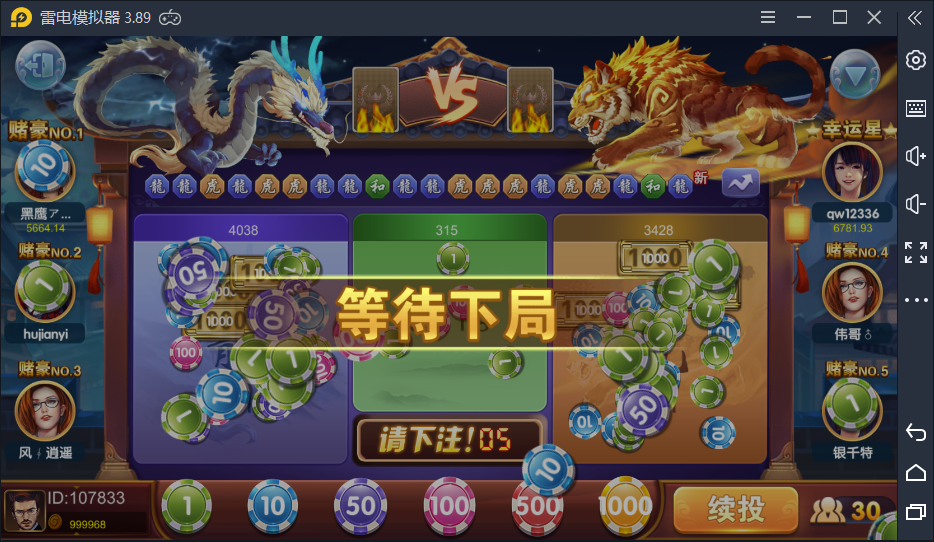 雷电模拟器 3.89
VS
赌豪NO.1
10
黑鹰ァ...
5664.14
幸运星
qw12336
6781.93
龍 龍 虎 龍 虎 虎 龍 龍 和 龍 龍 虎 虎 虎 龍 虎 虎 龍 和 龍 新
4038
315
3428
赌豪NO.2
1
hujianyi
赌豪NO.4
伟哥♂
等待下局
赌豪NO.3
风
逍遥
赌豪NO.5
1
银千特
请下注!05
ID:107833
999968
1
10
50
100
500
1000
续投
30